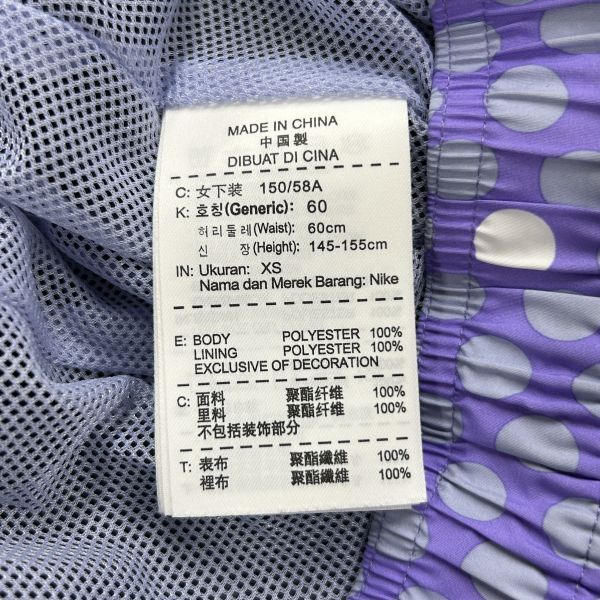 MADE IN CHINA
中國製
DIBUAT DI CINA
C: 女下装 150/58A
K: 호칭(Generic): 60
허리둘레(Waist): 60cm
신 장(Height): 145-155cm
IN: Ukuran: XS
Nama dan Merek Barang: Nike
E: BODY POLYESTER 100%
LINING POLYESTER 100%
EXCLUSIVE OF DECORATION
C: 面料 聚酯纤维 100%
里料 聚酯纤维 100%
不包括装饰部分
T: 表布 聚酯纖維 100%
裡布 聚酯纖維 100%